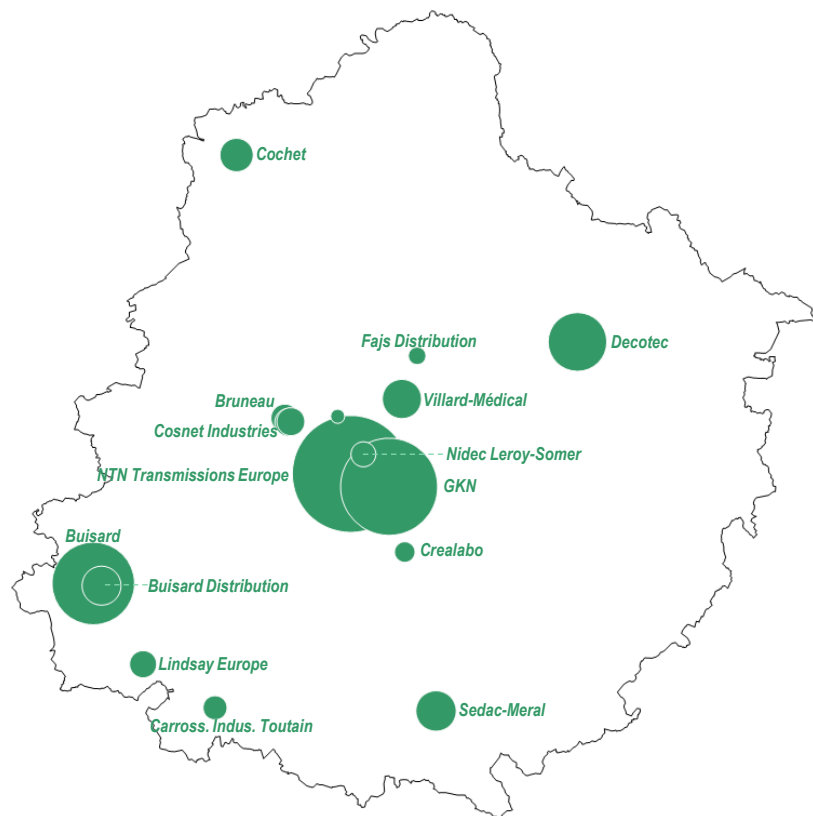 Cochet
Fajs Distribution
Decotec
Bruneau
Villard-Médical
Cosnet Industries
Nidec Leroy-Somer
NTN Transmissions Europe
GKN
Buisard
Crealabo
Buisard Distribution
Lindsay Europe
Sedac-Meral
Carross. Indus. Toutain